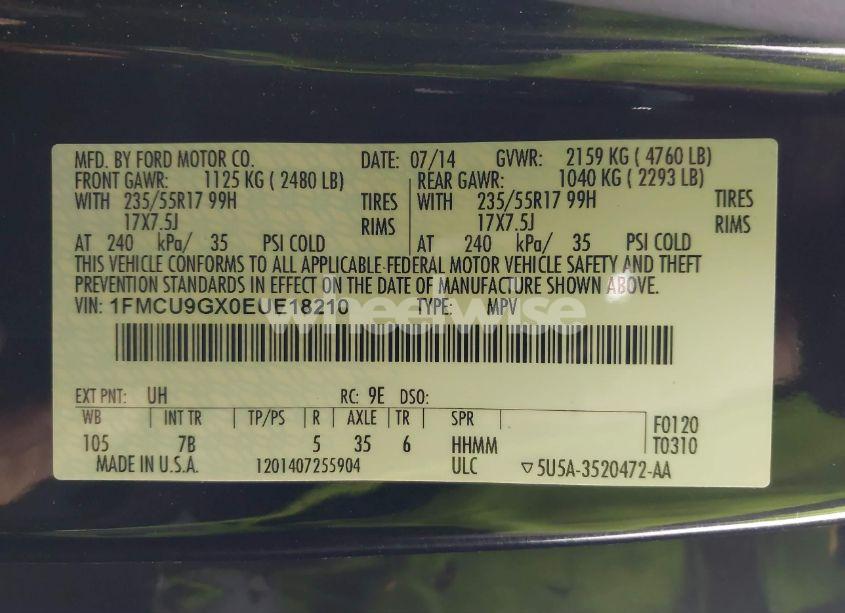 MFD. BY FORD MOTOR CO. DATE: 07/14 GVWR: 2159 KG ( 4760 LB)
FRONT GAWR: 1125 KG ( 2480 LB) REAR GAWR: 1040 KG ( 2293 LB)
WITH 235/55R17 99H TIRES WITH 235/55R17 99H TIRES
17X7.5J RIMS 17X7.5J RIMS
AT 240 kPa/ 35 PSI COLD AT 240 kPa/ 35 PSI COLD
THIS VEHICLE CONFORMS TO ALL APPLICABLE FEDERAL MOTOR VEHICLE SAFETY AND THEFT
PREVENTION STANDARDS IN EFFECT ON THE DATE OF MANUFACTURE SHOWN ABOVE.
VIN: 1FMCU9GX0EUE18210 TYPE: MPV
wheelwise
EXT PNT: UH RC: 9E DSO:
WB INT TR TP/PS R AXLE TR SPR F0120
105 7B 5 35 6 HHMM T0310
MADE IN U.S.A. 1201407255904 ULC ▽5U5A-3520472-AA